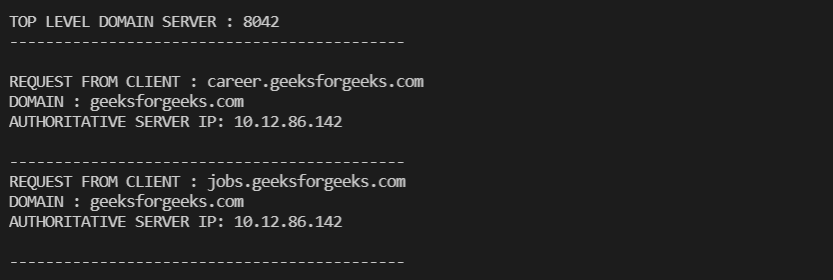 TOP LEVEL DOMAIN SERVER : 8042
--------------------------------------------
REQUEST FROM CLIENT : career.geeksforgeeks.com
DOMAIN : geeksforgeeks.com
AUTHORITATIVE SERVER IP: 10.12.86.142
--------------------------------------------
REQUEST FROM CLIENT : jobs.geeksforgeeks.com
DOMAIN : geeksforgeeks.com
AUTHORITATIVE SERVER IP: 10.12.86.142
--------------------------------------------